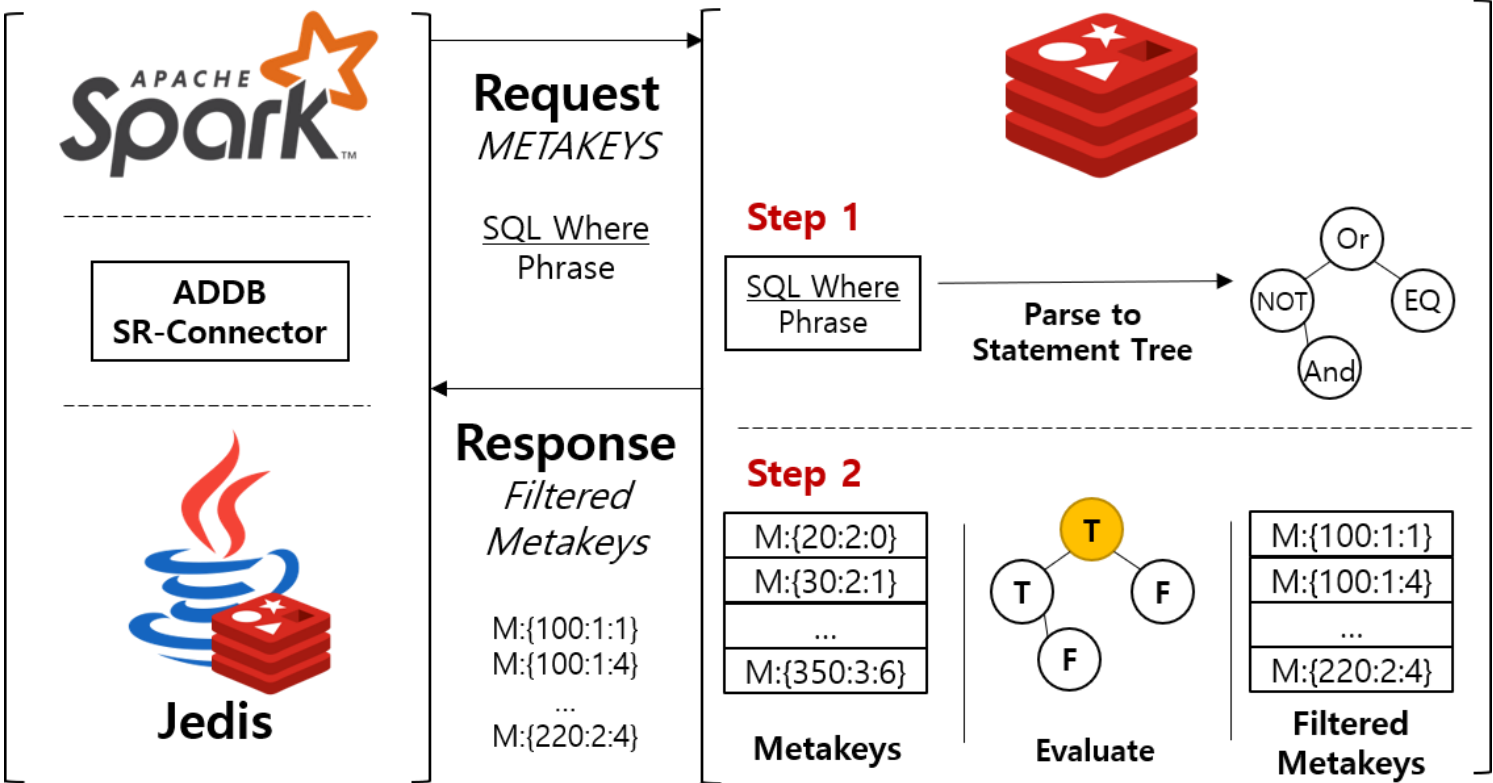 APACHE
Spark™
ADDB
SR-Connector
Jedis
Request
METAKEYS
SQL Where
Phrase
Response
Filtered
Metakeys
M:{100:1:1}
M:{100:1:4}
...
M:{220:2:4}
Step 1
SQL Where
Phrase
Parse to
Statement Tree
Or
NOT
EQ
And
Step 2
M:{20:2:0}
M:{30:2:1}
...
M:{350:3:6}
Metakeys
T
T
F
F
Evaluate
M:{100:1:1}
M:{100:1:4}
...
M:{220:2:4}
Filtered
Metakeys